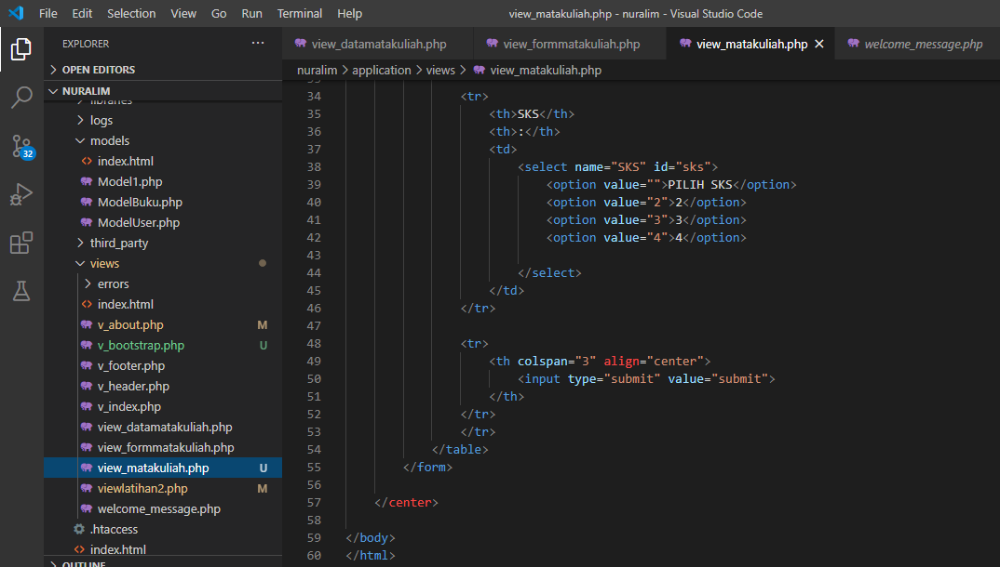 File Edit Selection View Go Run Terminal Help view_matakuliah.php - nuralim - Visual Studio Code
EXPLORER ···
view_datamatakuliah.php view_formmatakuliah.php view_matakuliah.php × welcome_message.php
OPEN EDITORS
nuralim > application > views > view_matakuliah.php
NURALIM
libraries
logs
models
index.html
Model1.php
ModelBuku.php
ModelUser.php
third_party
views
errors
index.html
v_about.php M
v_bootstrap.php U
v_footer.php
v_header.php
v_index.php
view_datamatakuliah.php
view_formmatakuliah.php
view_matakuliah.php U
viewlatihan2.php M
welcome_message.php
.htaccess
index.html
OUTLINE
32
33
34 <tr>
35 <th>SKS</th>
36 <th>:</th>
37 <td>
38 <select name="SKS" id="sks">
39 <option value="">PILIH SKS</option>
40 <option value="2">2</option>
41 <option value="3">3</option>
42 <option value="4">4</option>
43
44 </select>
45 </td>
46 </tr>
47
48 <tr>
49 <th colspan="3" align="center">
50 <input type="submit" value="submit">
51 </th>
52 </tr>
53 </tr>
54 </table>
55 </form>
56
57 </center>
58
59 </body>
60 </html>